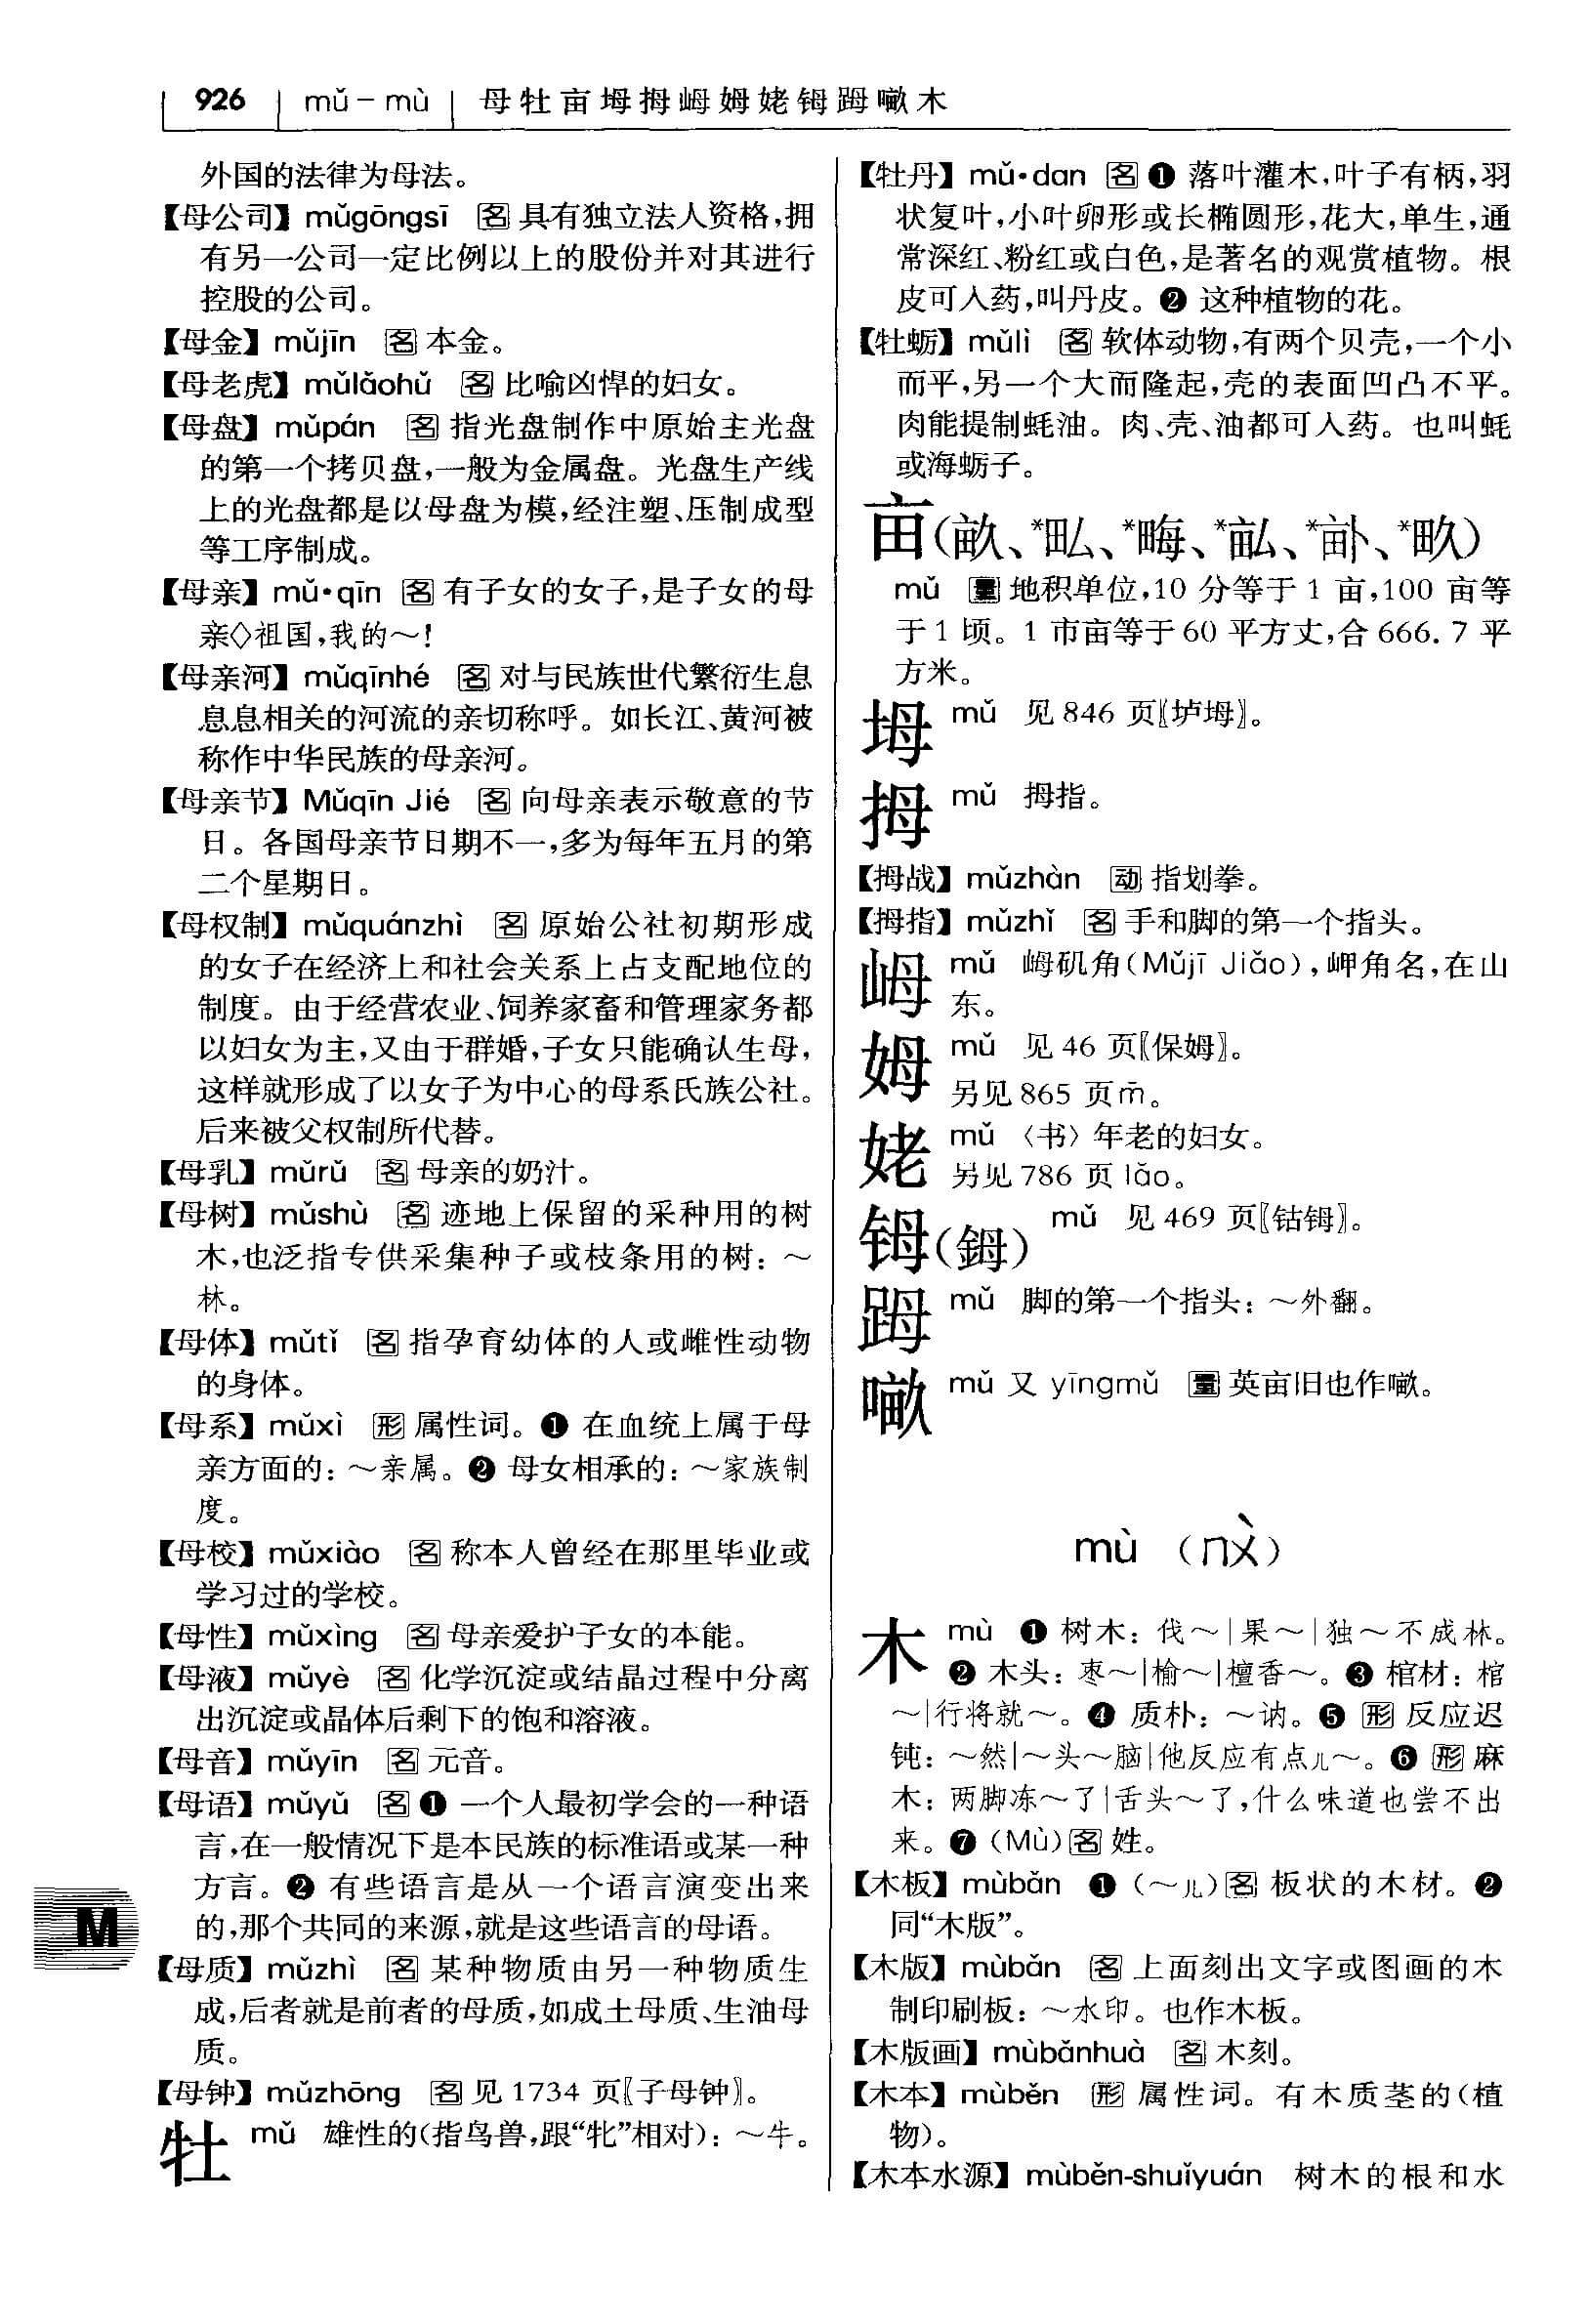 926 mǔ – mù 母牡亩坶拇峔姆姥钼踇㗎木
外国的法律为母法。
【母公司】 mǔgōngsī 名 具有独立法人资格,拥
有另一公司一定比例以上的股份并对其进行
控股的公司。
【母金】 mǔjīn 名 本金。
【母老虎】 mǔlǎohǔ 名 比喻凶悍的妇女。
【母盘】 mǔpán 名 指光盘制作中原始主光盘
的第一个拷贝盘,一般为金属盘。光盘生产线
上的光盘都是以母盘为模,经注塑、压制成型
等工序制成。
【母亲】 mǔ•qīn 名 有子女的女子,是子女的母
亲◇祖国,我的～!
【母亲河】 mǔqīnhé 名 对与民族世代繁衍生息
息息相关的河流的亲切称呼。如长江、黄河被
称作中华民族的母亲河。
【母亲节】 Mǔqīn Jié 名 向母亲表示敬意的节
日。各国母亲节日期不一,多为每年五月的第
二个星期日。
【母权制】 mǔquánzhì 名 原始公社初期形成
的女子在经济上和社会关系上占支配地位的
制度。由于经营农业、饲养家畜和管理家务都
以妇女为主,又由于群婚,子女只能确认生母,
这样就形成了以女子为中心的母系氏族公社。
后来被父权制所代替。
【母乳】 mǔrǔ 名 母亲的奶汁。
【母树】 mǔshù 名 迹地上保留的采种用的树
木,也泛指专供采集种子或枝条用的树: ～
林。
【母体】 mǔtǐ 名 指孕育幼体的人或雌性动物
的身体。
【母系】 mǔxì 形 属性词。❶ 在血统上属于母
亲方面的: ～亲属。❷ 母女相承的: ～家族制
度。
【母校】 mǔxiào 名 称本人曾经在那里毕业或
学习过的学校。
【母性】 mǔxìng 名 母亲爱护子女的本能。
【母液】 mǔyè 名 化学沉淀或结晶过程中分离
出沉淀或晶体后剩下的饱和溶液。
【母音】 mǔyīn 名 元音。
【母语】 mǔyǔ 名 ❶ 一个人最初学会的一种语
言,在一般情况下是本民族的标准语或某一种
方言。❷ 有些语言是从一个语言演变出来
的,那个共同的来源,就是这些语言的母语。
【母质】 mǔzhì 名 某种物质由另一种物质生
成,后者就是前者的母质,如成土母质、生油母
质。
【母钟】 mǔzhōng 名 见 1734 页〖子母钟〗。
牡 mǔ 雄性的(指鸟兽,跟“牝”相对): ～牛。
M
【牡丹】 mǔ•dan 名 ❶ 落叶灌木,叶子有柄,羽
状复叶,小叶卵形或长椭圆形,花大,单生,通
常深红、粉红或白色,是著名的观赏植物。根
皮可入药,叫丹皮。❷ 这种植物的花。
【牡蛎】 mǔlì 名 软体动物,有两个贝壳,一个小
而平,另一个大而隆起,壳的表面凹凸不平。
肉能提制蚝油。肉、壳、油都可入药。也叫蚝
或海蛎子。
亩(畝、*畆、*畮、*畒、*畞、*畂)
mǔ 量 地积单位,10 分等于 1 亩,100 亩等
于 1 顷。1 市亩等于 60 平方丈,合 666.7 平
方米。
坶 mǔ 见 846 页〖垆坶〗。
拇 mǔ 拇指。
【拇战】 mǔzhàn 动 指划拳。
【拇指】 mǔzhǐ 名 手和脚的第一个指头。
峔 mǔ 峔矶角(Mǔjī Jiǎo),岬角名,在山
东。
姆 mǔ 见 46 页〖保姆〗。
另见 865 页 m̄。
姥 mǔ 〈书〉 年老的妇女。
另见 786 页 lǎo。
钼(鉧) mǔ 见 469 页〖钴钼〗。
踇 mǔ 脚的第一个指头: ～外翻。
㗎 mǔ 又 yīngmǔ 量 英亩旧也作㗎。
mù (ㄇㄨˋ)
木 mù ❶ 树木: 伐～|果～|独～不成林。
❷ 木头: 枣～|榆～|檀香～。❸ 棺材: 棺
～|行将就～。❹ 质朴: ～讷。❺ 形 反应迟
钝: ～然|～头～脑|他反应有点儿～。❻ 形 麻
木: 两脚冻～了|舌头～了,什么味道也尝不出
来。❼ (Mù) 名 姓。
【木板】 mùbǎn ❶ (～儿) 名 板状的木材。❷
同“木版”。
【木版】 mùbǎn 名 上面刻出文字或图画的木
制印刷板: ～水印。也作木板。
【木版画】 mùbǎnhuà 名 木刻。
【木本】 mùběn 形 属性词。有木质茎的(植
物)。
【木本水源】 mùběn-shuǐyuán 树木的根和水